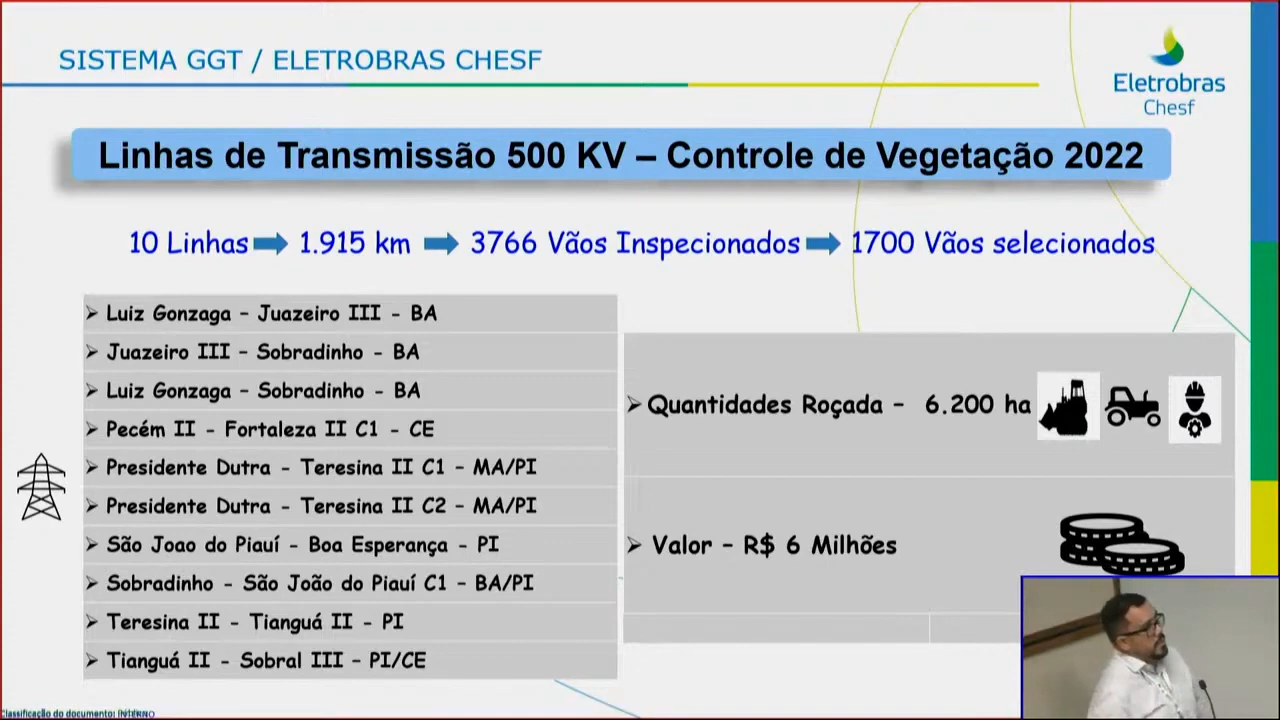 SISTEMA GGT / ELETROBRAS CHESF
Eletrobras
Chesf
Linhas de Transmissão 500 KV – Controle de Vegetação 2022
10 Linhas 1.915 km 3766 Vãos Inspecionados 1700 Vãos selecionados
Luiz Gonzaga – Juazeiro III - BA
Juazeiro III – Sobradinho - BA
Luiz Gonzaga – Sobradinho - BA
Pecém II - Fortaleza II C1 - CE
Presidente Dutra - Teresina II C1 – MA/PI
Presidente Dutra - Teresina II C2 – MA/PI
São Joao do Piauí - Boa Esperança - PI
Sobradinho - São João do Piauí C1 – BA/PI
Teresina II - Tianguá II - PI
Tianguá II - Sobral III – PI/CE
Quantidades Roçada – 6.200 ha
Valor – R$ 6 Milhões
Classificação do documento: INTERNO